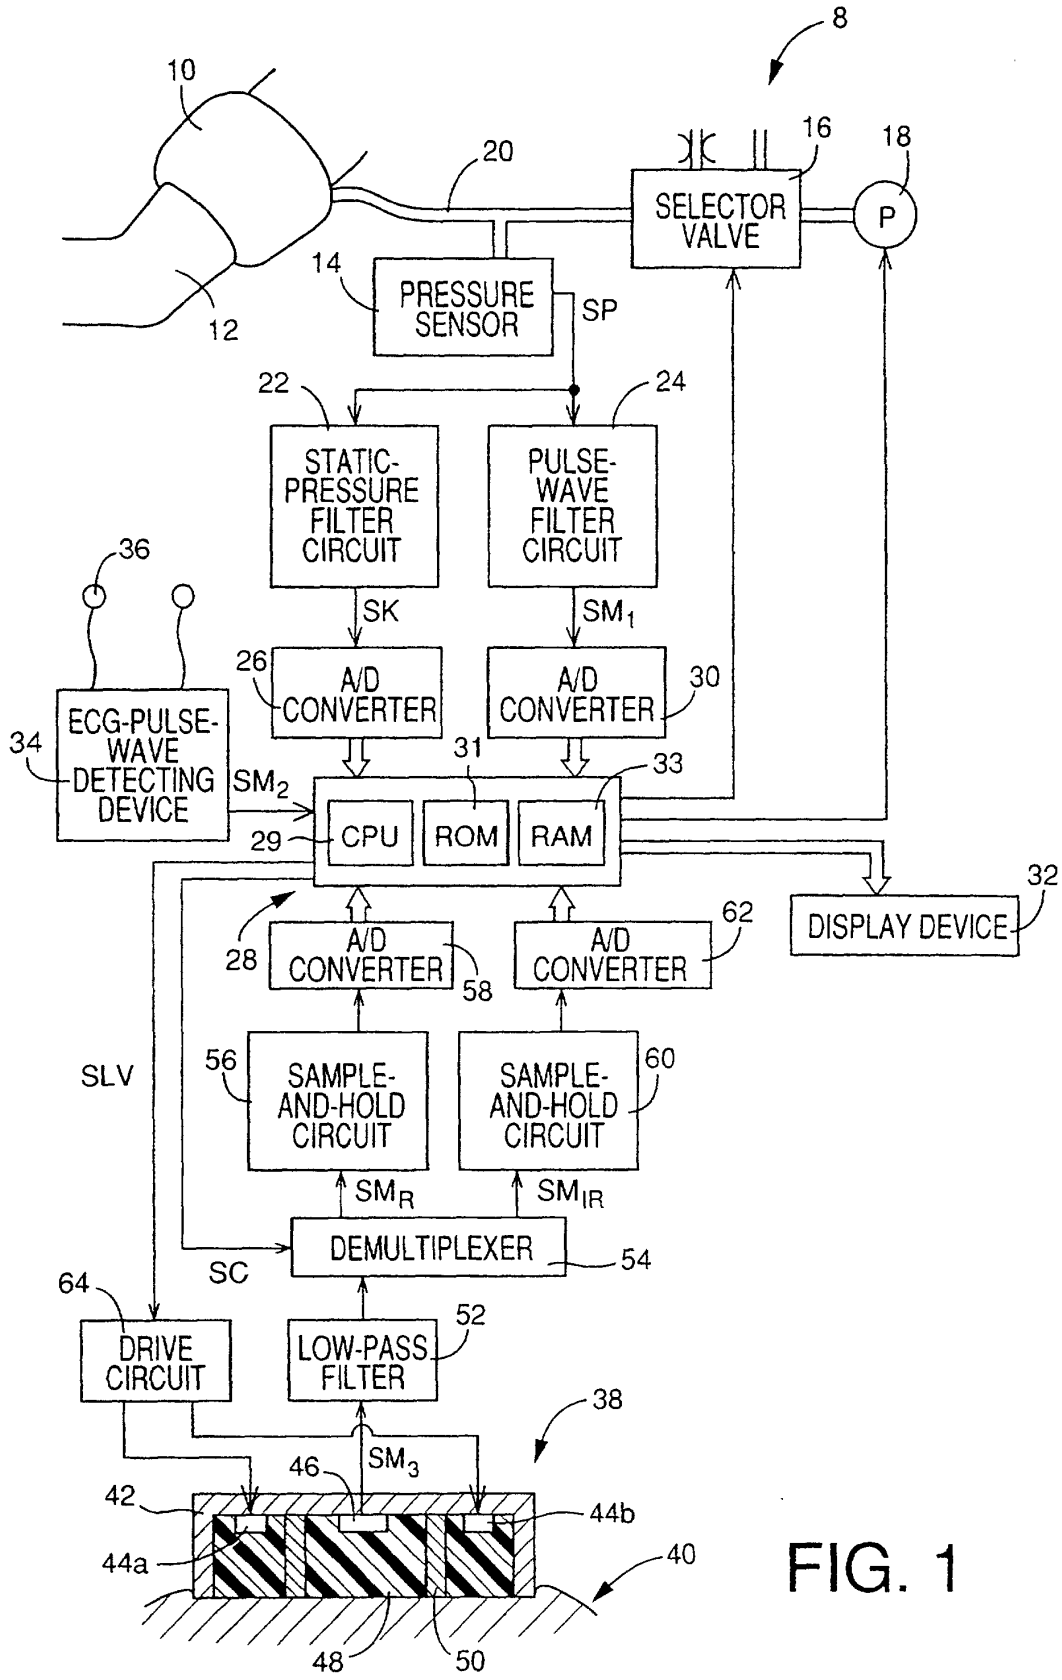 8
10
16
18
20
SELECTOR
VALVE
P
14
PRESSURE
SENSOR
SP
12
22
24
STATIC-
PRESSURE
FILTER
CIRCUIT
PULSE-
WAVE
FILTER
CIRCUIT
36
SK
SM1
26
A/D
CONVERTER
A/D
CONVERTER
30
34
ECG-PULSE-
WAVE
DETECTING
DEVICE
SM2
31
33
29
CPU
ROM
RAM
32
DISPLAY DEVICE
28
A/D
CONVERTER
58
A/D
CONVERTER
62
SLV
56
SAMPLE-
AND-HOLD
CIRCUIT
SAMPLE-
AND-HOLD
CIRCUIT
60
SMR
SMIR
DEMULTIPLEXER
54
SC
64
DRIVE
CIRCUIT
LOW-PASS
FILTER
52
38
46
SM3
42
44a
44b
40
48
50
FIG. 1